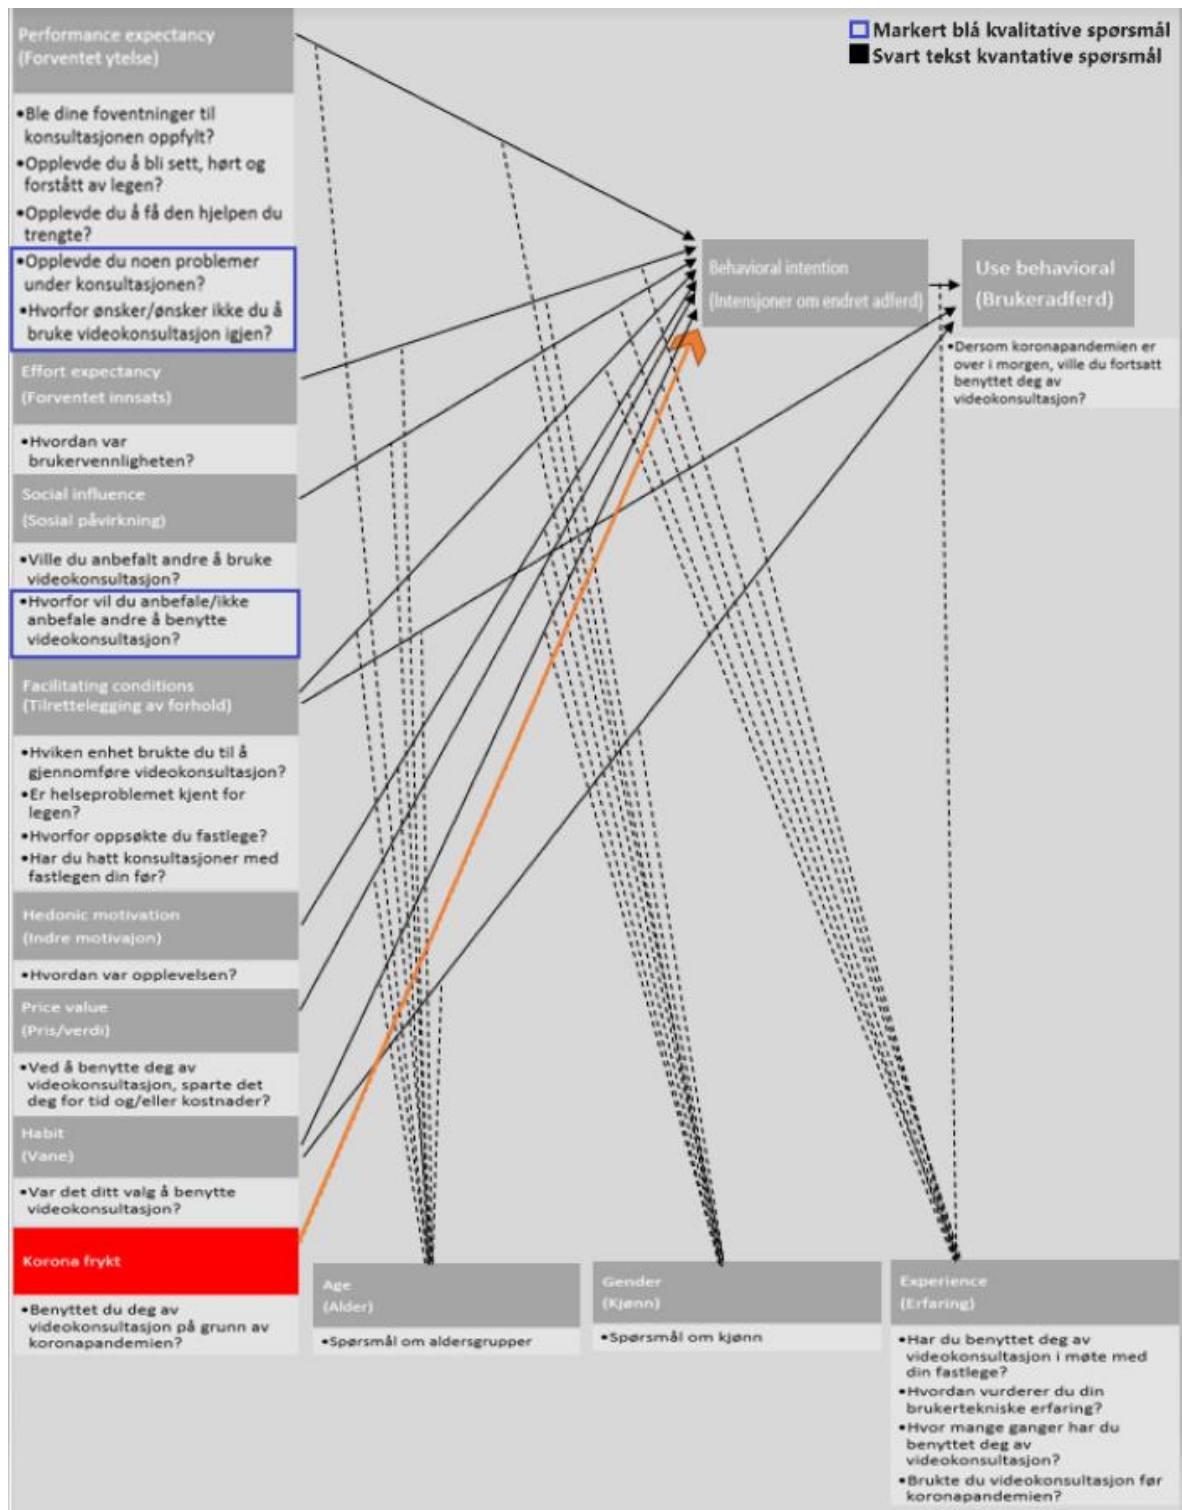 Performance expectancy
(Forventet ytelse)
•Ble dine foventninger til
konsultasjonen oppfylt?
•Opplevde du å bli sett, hørt og
forstått av legen?
•Opplevde du å få den hjelpen du
trengte?
•Opplevde du noen problemer
under konsultasjonen?
•Hvorfor ønsker/ønsker ikke du å
bruke videokonsultasjon igjen?
Effort expectancy
(Forventet innsats)
•Hvordan var
brukervennligheten?
Social influence
(Sosial påvirkning)
•Ville du anbefalt andre å bruke
videokonsultasjon?
•Hvorfor vil du anbefale/ikke
anbefale andre å benytte
videokonsultasjon?
Facilitating conditions
(Tilrettelegging av forhold)
•Hviken enhet brukte du til å
gjennomføre videokonsultasjon?
•Er helseproblemet kjent for
legen?
•Hvorfor oppsøkte du fastlege?
•Har du hatt konsultasjoner med
fastlegen din før?
Hedonic motivation
(Indre motivajon)
•Hvordan var opplevelsen?
Price value
(Pris/verdi)
•Ved å benytte deg av
videokonsultasjon, sparte det
deg for tid og/eller kostnader?
Habit
(Vane)
•Var det ditt valg å benytte
videokonsultasjon?
Korona frykt
•Benyttet du deg av
videokonsultasjon på grunn av
koronapandemien?
Markert blå kvalitative spørsmål
Svart tekst kvantative spørsmål
Behavioral intention
(Intensjoner om endret adferd)
Use behavioral
(Brukeradferd)
•Dersom koronapandemien er
over i morgen, ville du fortsatt
benyttet deg av
videokonsultasjon?
Age
(Alder)
•Spørsmål om aldersgrupper
Gender
(Kjønn)
•Spørsmål om kjønn
Experience
(Erfaring)
•Har du benyttet deg av
videokonsultasjon i møte med
din fastlege?
•Hvordan vurderer du din
brukertekniske erfaring?
•Hvor mange ganger har du
benyttet deg av
videokonsultasjon?
•Brukte du videokonsultasjon før
koronapandemien?